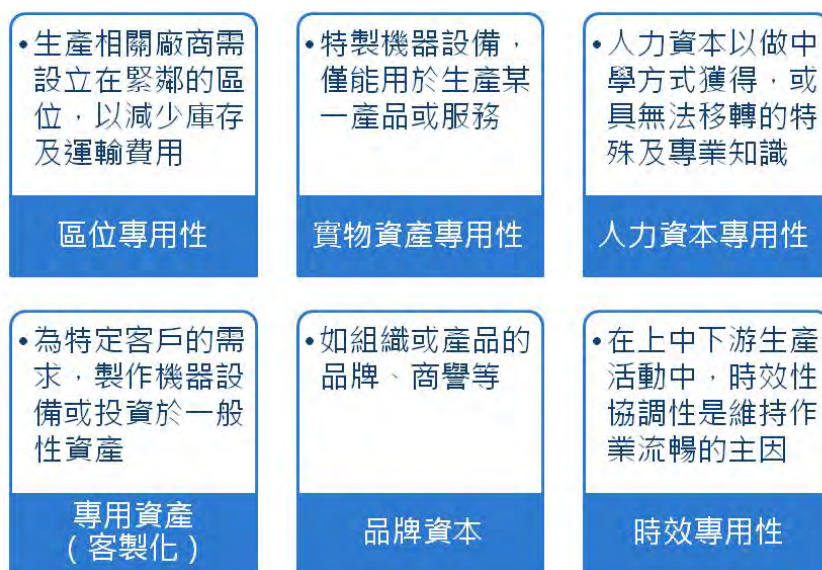 •生產相關廠商需
設立在緊鄰的區
位，以減少庫存
及運輸費用
區位專用性
•特製機器設備，
僅能用於生產某
一產品或服務
實物資產專用性
•人力資本以做中
學方式獲得，或
具無法移轉的特
殊及專業知識
人力資本專用性
•為特定客戶的需
求，製作機器設
備或投資於一般
性資產
專用資產
(客製化)
•如組織或產品的
品牌、商譽等
品牌資本
•在上中下游生產
活動中，時效性
協調性是維持作
業流暢的主因
時效專用性